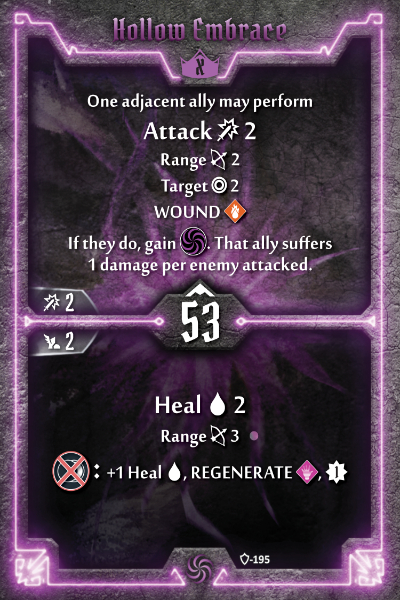 Hollow Embrace
א
One adjacent ally may perform
Attack 2
Range 2
Target 2
WOUND
If they do, gain . That ally suffers
1 damage per enemy attacked.
2
53
2
Heal 2
Range 3
: +1 Heal , REGENERATE , 1
-195